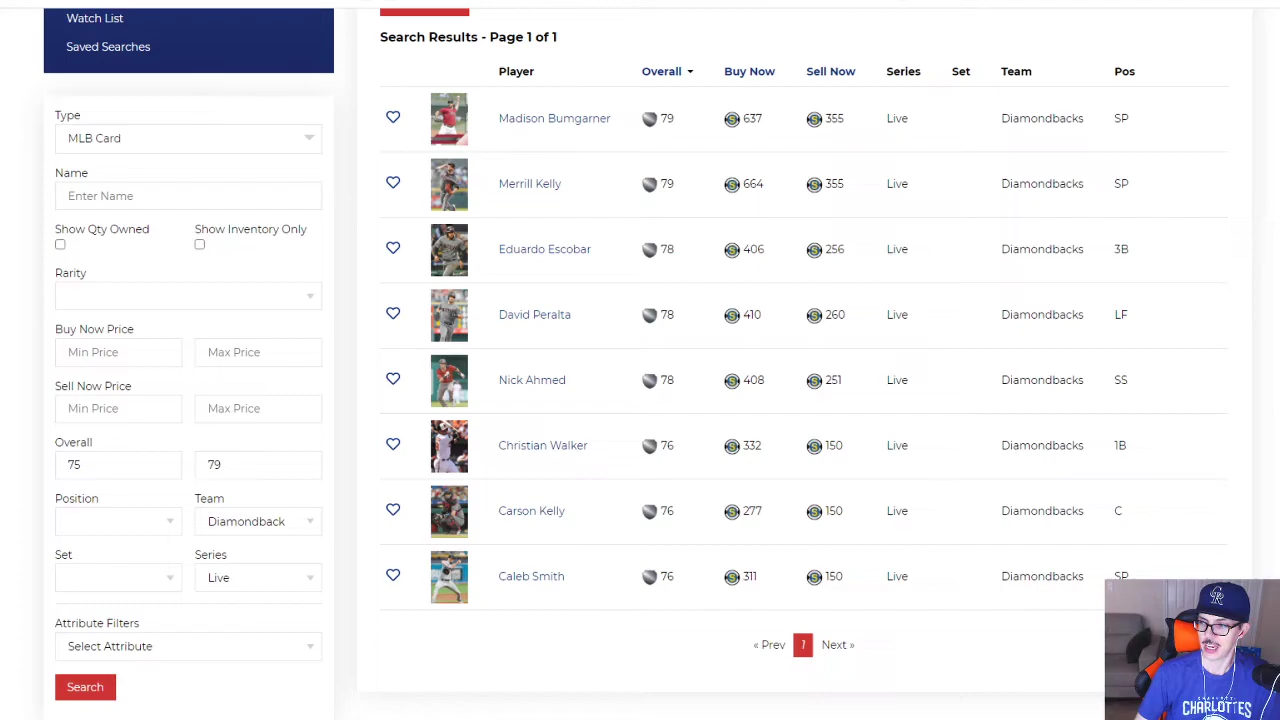 Watch List
Saved Searches
Type
MLB Card
Name
Enter Name
Show Qty Owned
Show Inventory Only
Rarity
Buy Now Price
Min Price
Max Price
Sell Now Price
Min Price
Max Price
Overall
75
79
Position
Team
Diamondback
Set
Series
Live
Attribute Filters
Select Attribute
Search
Search Results - Page 1 of 1
Player Overall Buy Now Sell Now Series Set Team Pos
Madison Bumgarner 79 637 355 Live Diamondbacks SP
Merrill Kelly 79 664 355 Live Diamondbacks SP
Eduardo Escobar 78 406 256 Live Diamondbacks 3B
David Peralta 78 410 260 Live Diamondbacks LF
Nick Ahmed 78 408 251 Live Diamondbacks SS
Christian Walker 76 332 150 Live Diamondbacks 1B
Carson Kelly 76 277 150 Live Diamondbacks C
Caleb Smith 76 311 150 Live Diamondbacks SP
« Prev 1 Next »
CR
CHARLOTTES